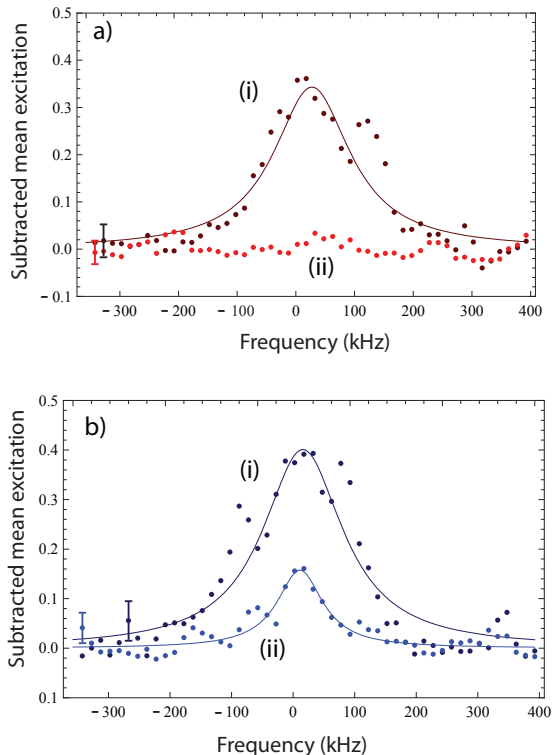 a)
0.5
0.4
0.3
0.2
0.1
0.0
-0.1
Subtracted mean excitation
(i)
(ii)
-300 -200 -100 0 100 200 300 400
Frequency (kHz)
b)
0.5
0.4
0.3
0.2
0.1
0.0
0.1
Subtracted mean excitation
(i)
(ii)
-300 -200 -100 0 100 200 300 400
Frequency (kHz)